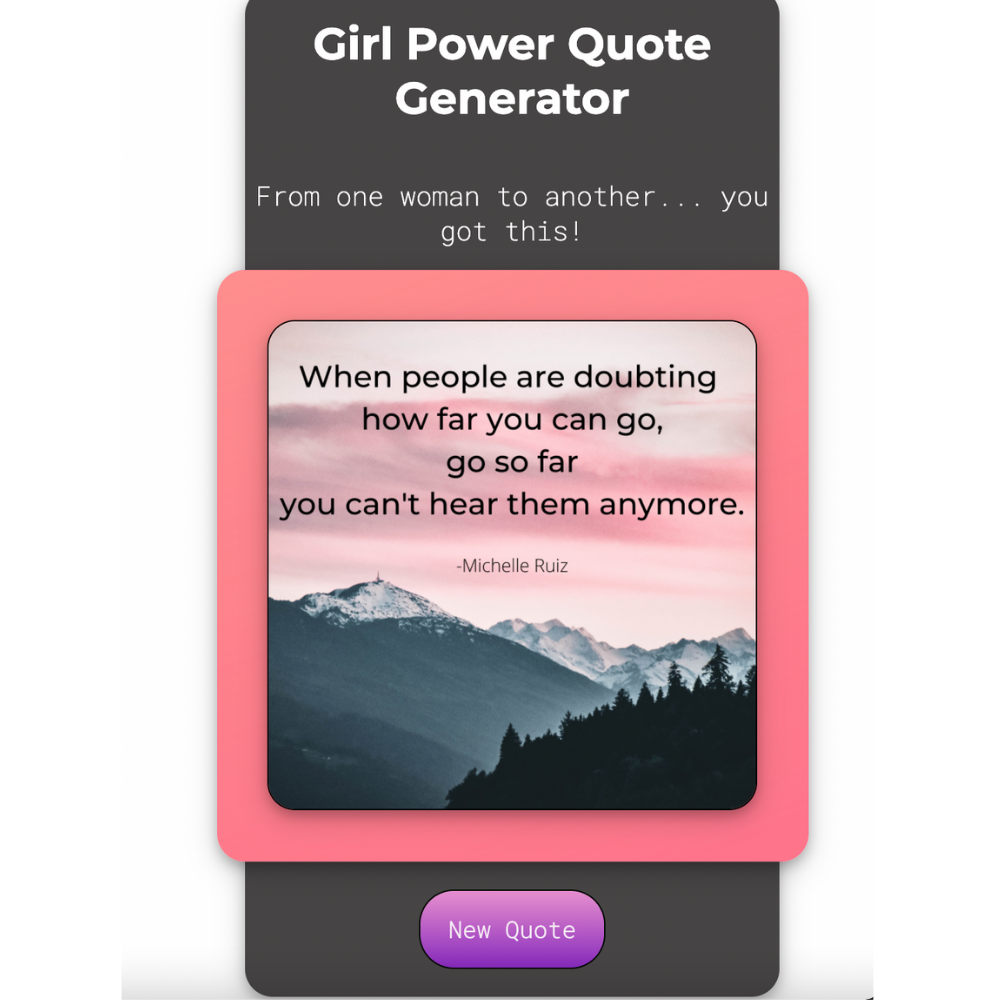 Girl Power Quote
Generator
From one woman to another... you
got this!
When people are doubting
how far you can go,
go so far
you can't hear them anymore.
-Michelle Ruiz
New Quote